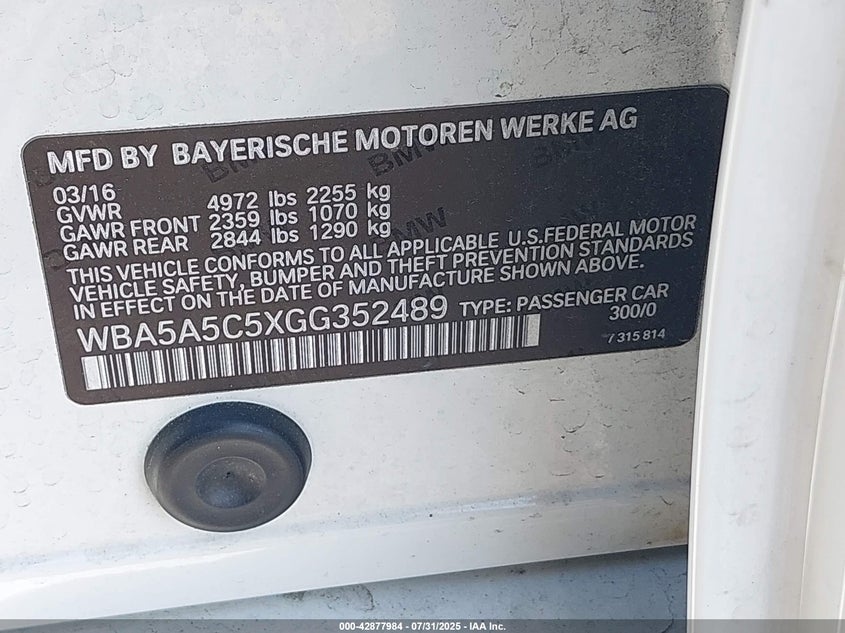 MFD BY BAYERISCHE MOTOREN WERKE AG
03/16
GVWR 4972 lbs 2255 kg
GAWR FRONT 2359 lbs 1070 kg
GAWR REAR 2844 lbs 1290 kg
THIS VEHICLE CONFORMS TO ALL APPLICABLE U.S.FEDERAL MOTOR
VEHICLE SAFETY, BUMPER AND THEFT PREVENTION STANDARDS
IN EFFECT ON THE DATE OF MANUFACTURE SHOWN ABOVE.
WBA5A5C5XGG352489 TYPE: PASSENGER CAR
300/0
7 315 814
BMW
BMW
BMW
000-42877984 | 07/31/2025 - IAA Inc.